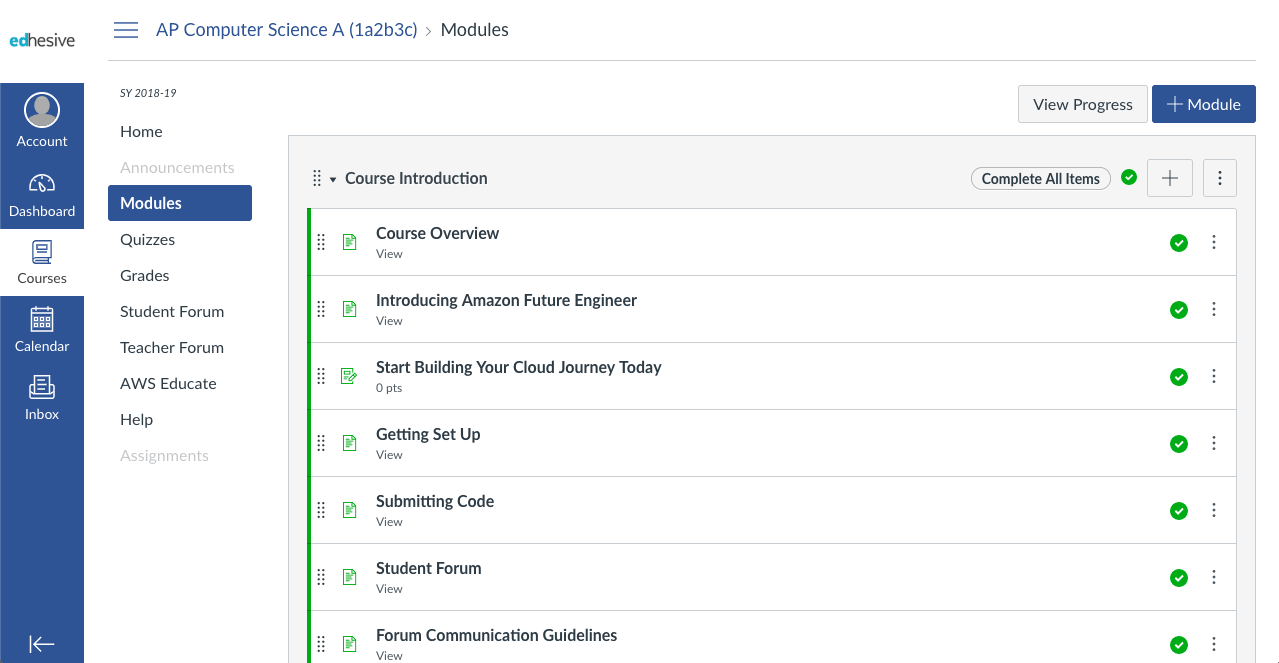 edhesive
AP Computer Science A (1a2b3c) › Modules
Account
Dashboard
Courses
Calendar
Inbox
SY 2018-19
Home
Announcements
Modules
Quizzes
Grades
Student Forum
Teacher Forum
AWS Educate
Help
Assignments
View Progress
+ Module
Course Introduction
Complete All Items
Course Overview
View
Introducing Amazon Future Engineer
View
Start Building Your Cloud Journey Today
0 pts
Getting Set Up
View
Submitting Code
View
Student Forum
View
Forum Communication Guidelines
View